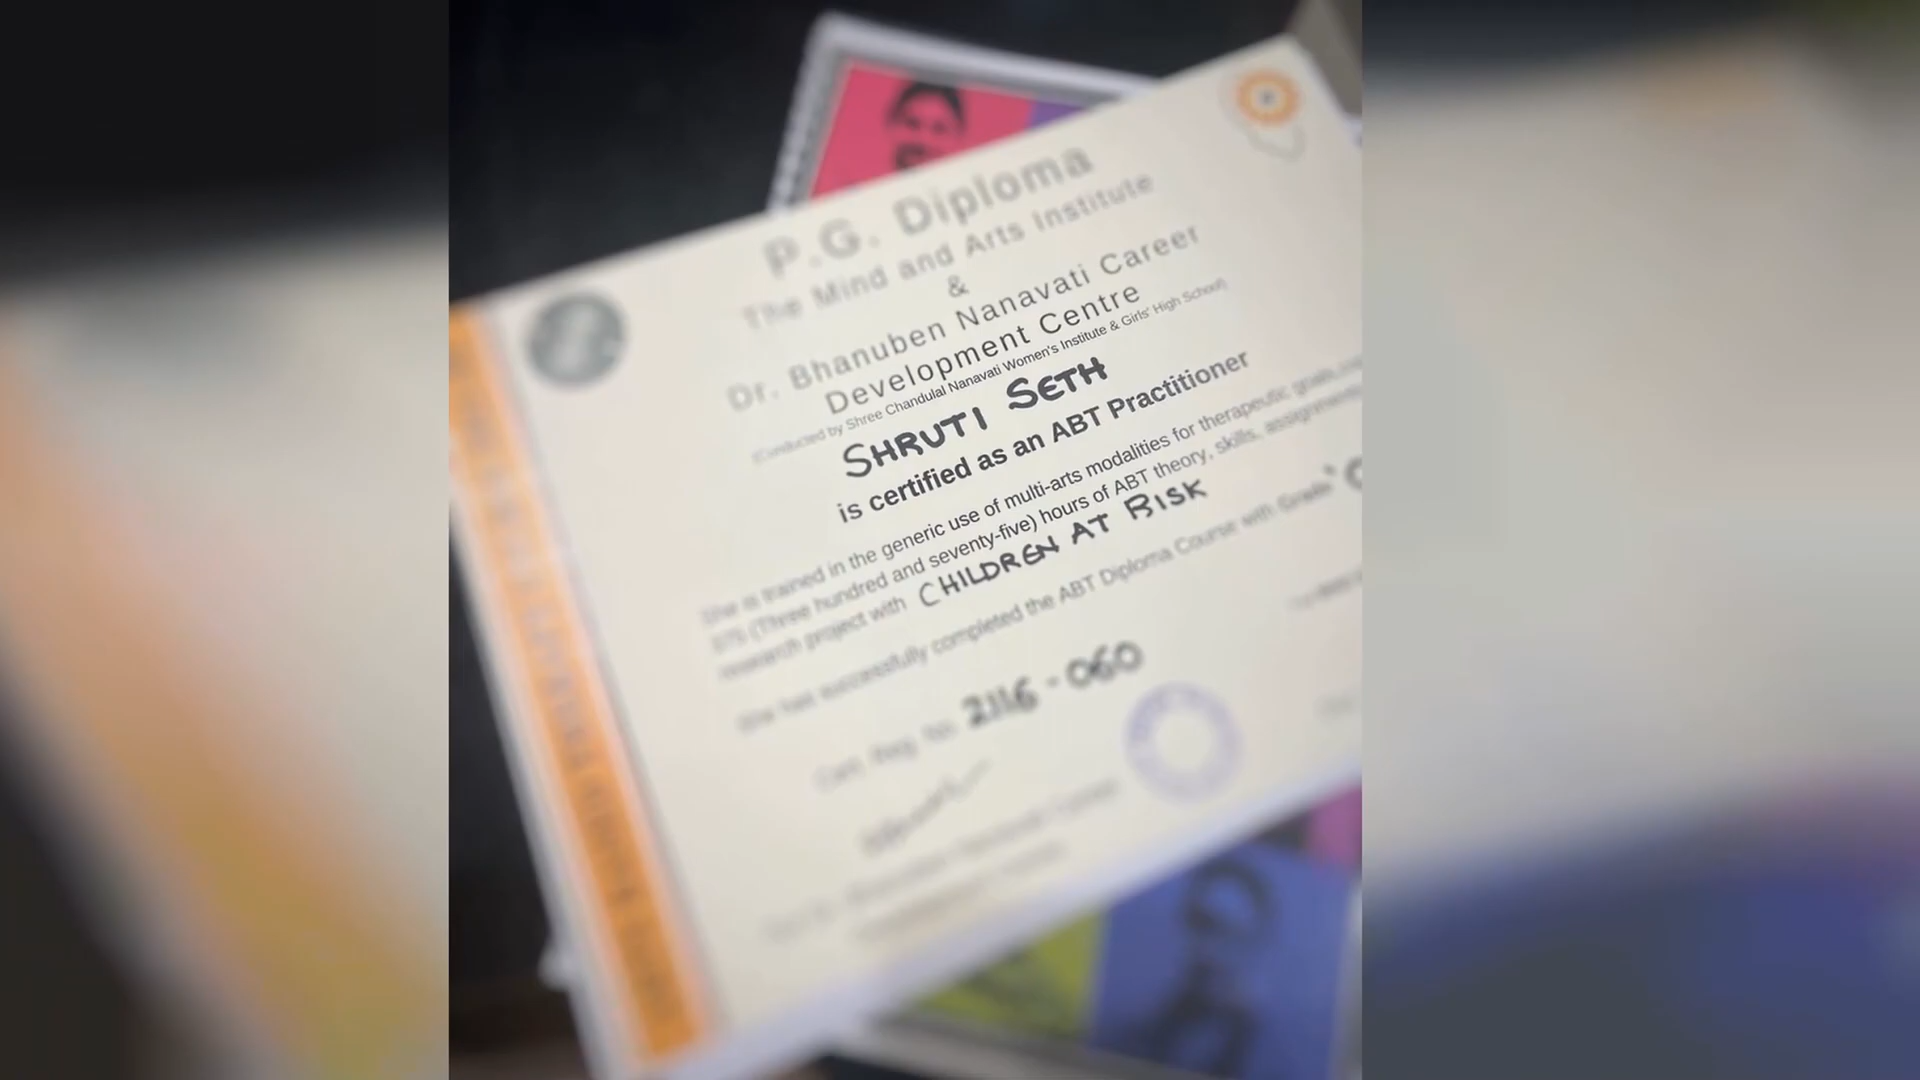 P.G. Diploma
The Mind and Arts Institute
&
Dr. Bhanuben Nanavati Career
Development Centre
(Conducted by Shree Chandulal Nanavati Women's Institute & Girls' High School)
SHRUTI SETH
is certified as an ABT Practitioner
She is trained in the generic use of multi-arts modalities for therapeutic goals
375 (Three hundred and seventy-five) hours of ABT theory, skills, assignments
research project with CHILDREN AT RISK
She has successfully completed the ABT Diploma Course with Grade
Cert. Reg. No. 2116-060